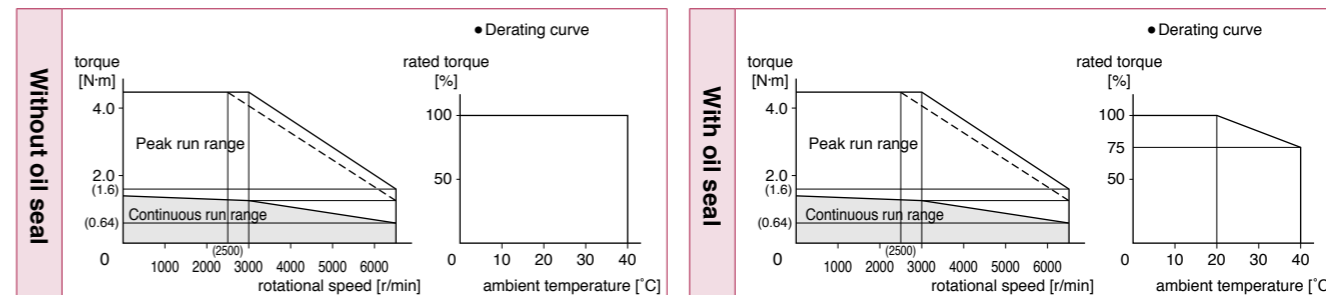 Without oil seal
● Derating curve
torque
[N·m]
4.0
2.0
(1.6)
(0.64)
0
Peak run range
Continuous run range
(2500)
1000 2000 3000 4000 5000 6000
rotational speed [r/min]
rated torque
[%]
100
50
0
10 20 30 40
ambient temperature [˚C]
With oil seal
● Derating curve
torque
[N·m]
4.0
2.0
(1.6)
(0.64)
0
Peak run range
Continuous run range
(2500)
1000 2000 3000 4000 5000 6000
rotational speed [r/min]
rated torque
[%]
100
75
50
0
10 20 30 40
ambient temperature [˚C